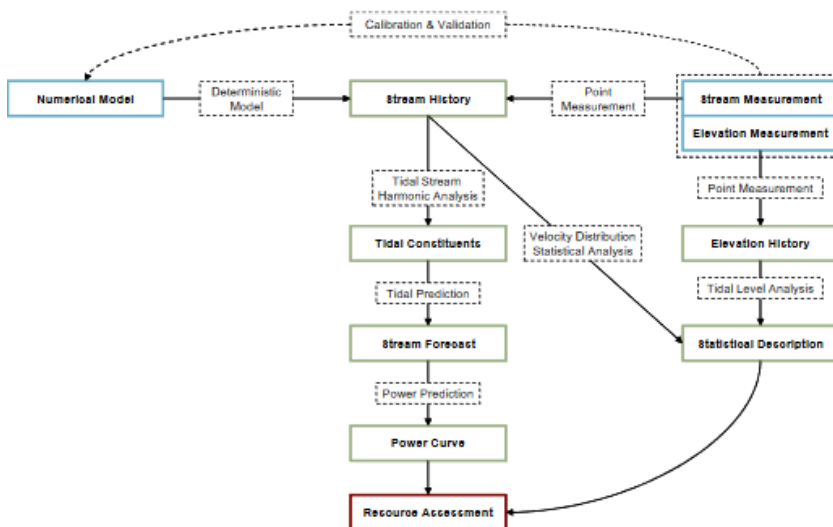 Calibration & Validation
Numerical Model
Deterministic
Model
Stream History
Point
Measurement
Stream Measurement
Elevation Measurement
Tidal Stream
Harmonic Analysis
Point Measurement
Velocity Distribution
Statistical Analysis
Tidal Constituents
Elevation History
Tidal Prediction
Tidal Level Analysis
Stream Forecast
Statistical Description
Power Prediction
Power Curve
Resource Assessment